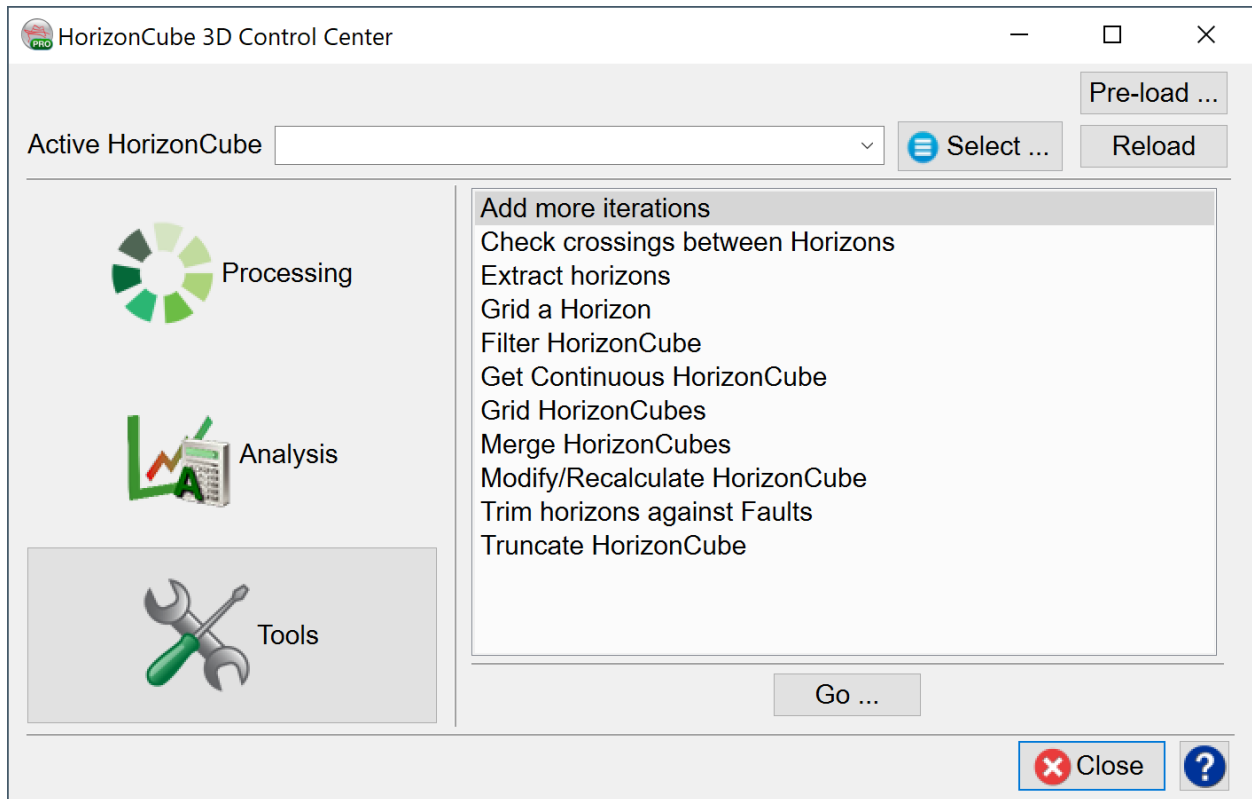 PRO
HorizonCube 3D Control Center
Pre-load ...
Active HorizonCube
Select ...
Reload
Processing
Analysis
A
Tools
Add more iterations
Check crossings between Horizons
Extract horizons
Grid a Horizon
Filter HorizonCube
Get Continuous HorizonCube
Grid HorizonCubes
Merge HorizonCubes
Modify/Recalculate HorizonCube
Trim horizons against Faults
Truncate HorizonCube
Go ...
Close
?